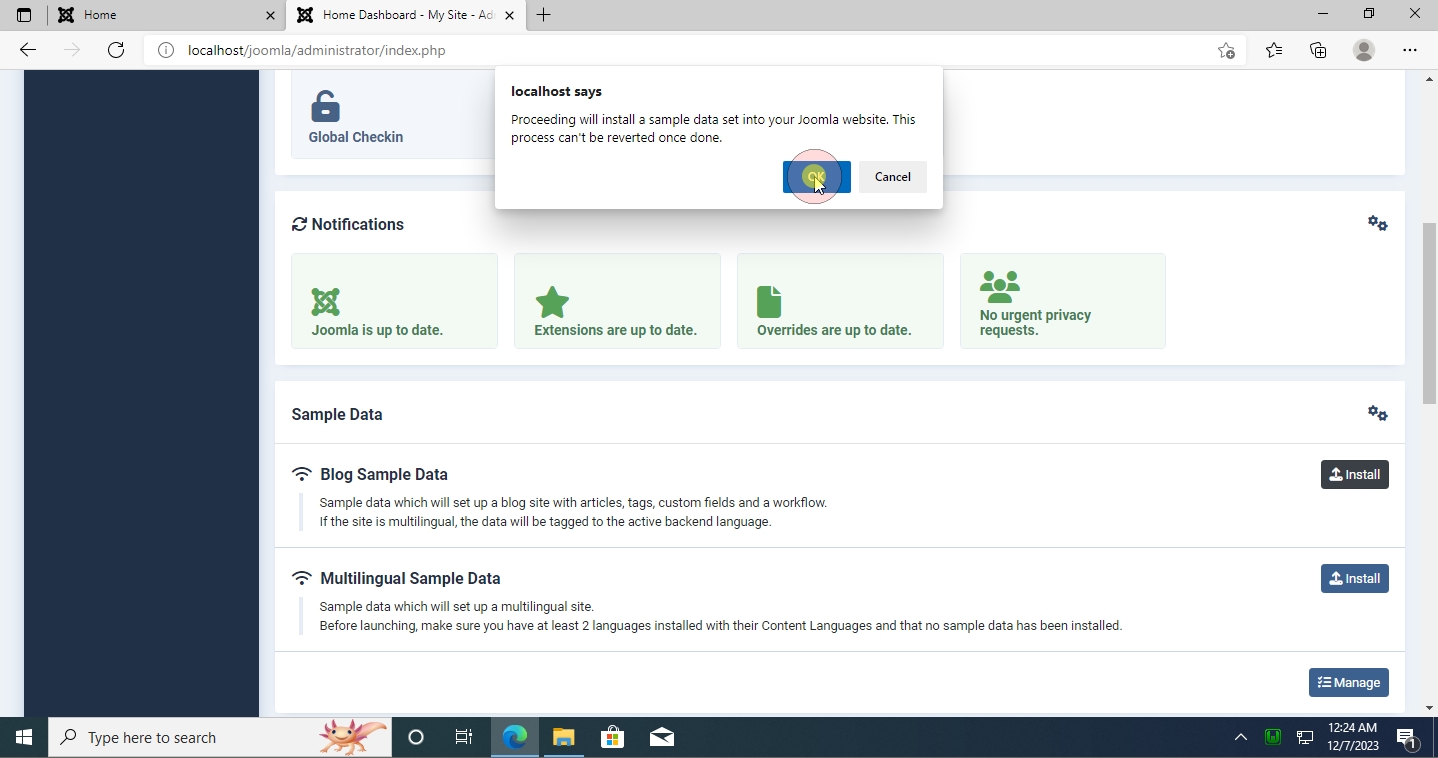 Home
Home Dashboard - My Site - Ad
localhost/joomla/administrator/index.php
localhost says
Proceeding will install a sample data set into your Joomla website. This
process can't be reverted once done.
OK
Cancel
Global Checkin
Notifications
Joomla is up to date.
Extensions are up to date.
Overrides are up to date.
No urgent privacy
requests.
Sample Data
Blog Sample Data
Install
Sample data which will set up a blog site with articles, tags, custom fields and a workflow.
If the site is multilingual, the data will be tagged to the active backend language.
Multilingual Sample Data
Install
Sample data which will set up a multilingual site.
Before launching, make sure you have at least 2 languages installed with their Content Languages and that no sample data has been installed.
Manage
Type here to search
12:24 AM
12/7/2023
1